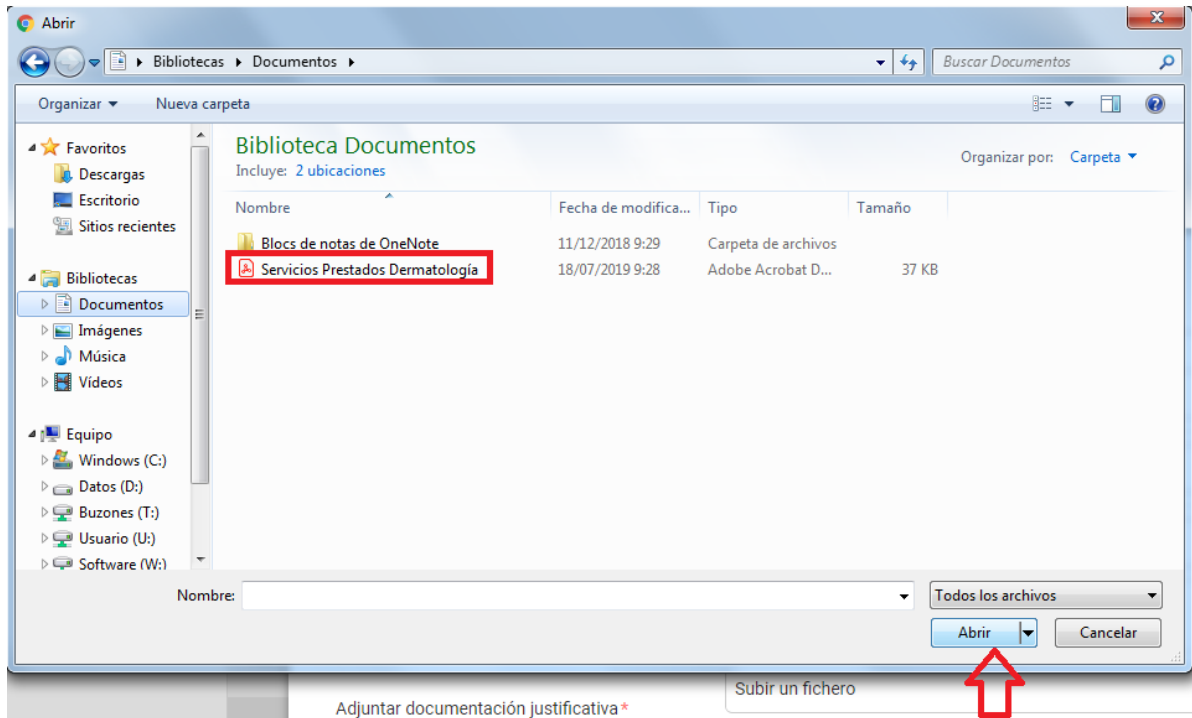 Abrir
Bibliotecas Documentos
Buscar Documentos
Organizar Nueva carpeta
Favoritos
Descargas
Escritorio
Sitios recientes
Bibliotecas
Documentos
Imágenes
Música
Vídeos
Equipo
Windows (C:)
Datos (D:)
Buzones (T:)
Usuario (U:)
Software (W:)
Biblioteca Documentos
Incluye: 2 ubicaciones
Organizar por: Carpeta
Nombre Fecha de modifica... Tipo Tamaño
Blocs de notas de OneNote 11/12/2018 9:29 Carpeta de archivos
Servicios Prestados Dermatología 18/07/2019 9:28 Adobe Acrobat D... 37 KB
Nombre:
Todos los archivos
Abrir Cancelar
Subir un fichero
Adjuntar documentación justificativa*